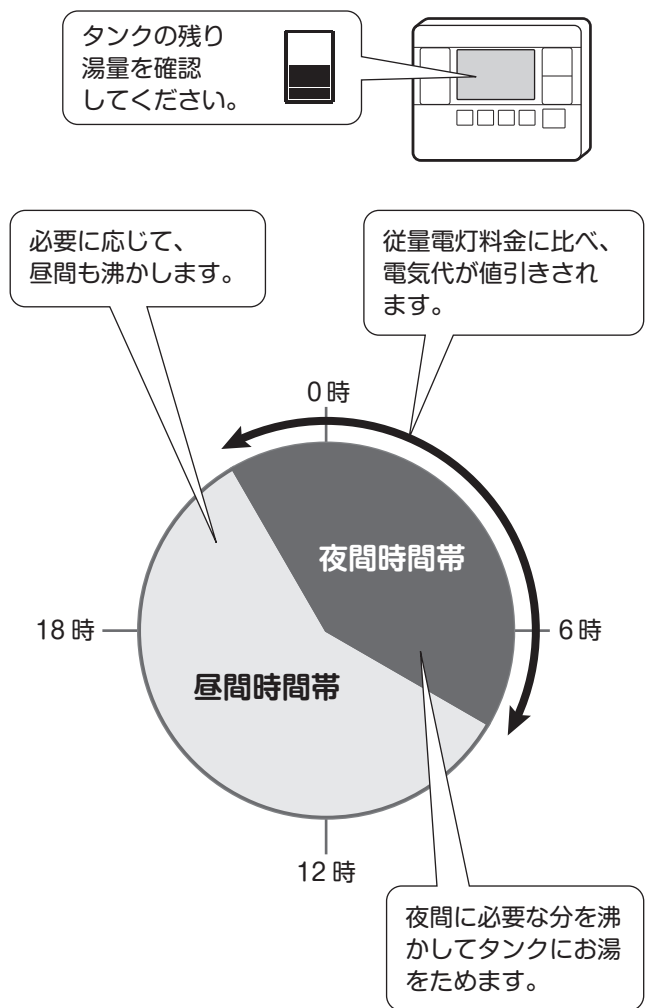 タンクの残り
湯量を確認
してください。
必要に応じて、
昼間も沸かします。
従量電灯料金に比べ、
電気代が値引きされ
ます。
0時
夜間時間帯
18時
6時
昼間時間帯
12時
夜間に必要な分を沸
かしてタンクにお湯
をためます。